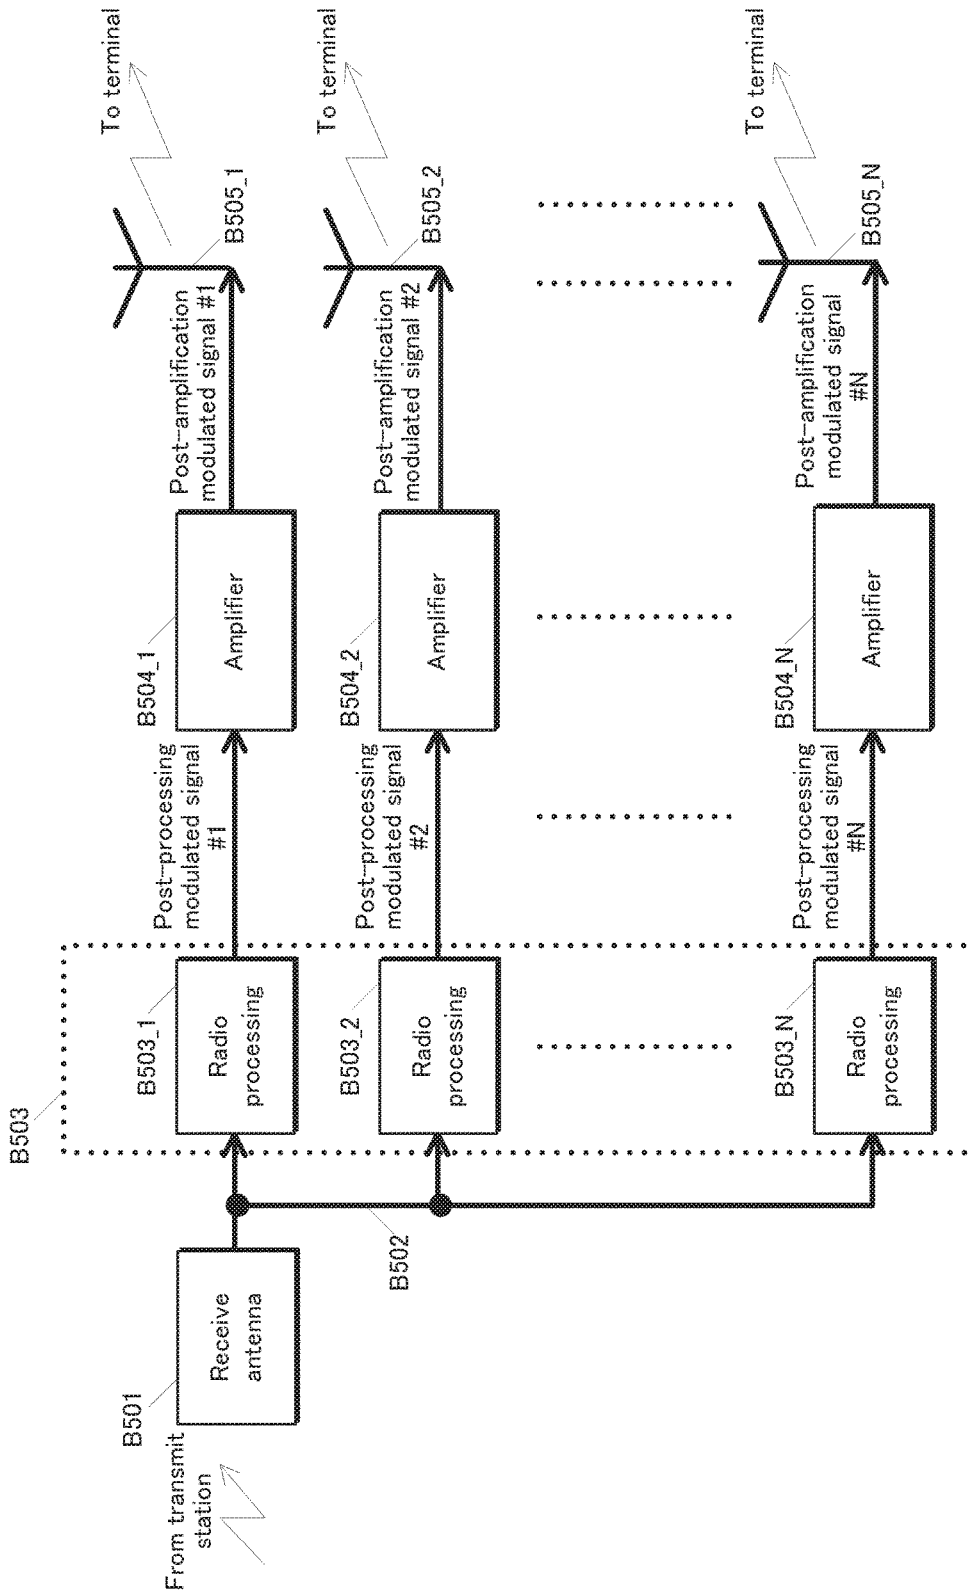 B503
From transmit
station
B501
Receive
antenna
B502
B503_1
Radio
processing
Post-processing
modulated signal
#1
B504_1
Amplifier
Post-amplification
modulated signal #1
B505_1
To terminal
B503_2
Radio
processing
Post-processing
modulated signal
#2
B504_2
Amplifier
Post-amplification
modulated signal #2
B505_2
To terminal
B503_N
Radio
processing
Post-processing
modulated signal
#N
B504_N
Amplifier
Post-amplification
modulated signal
#N
B505_N
To terminal